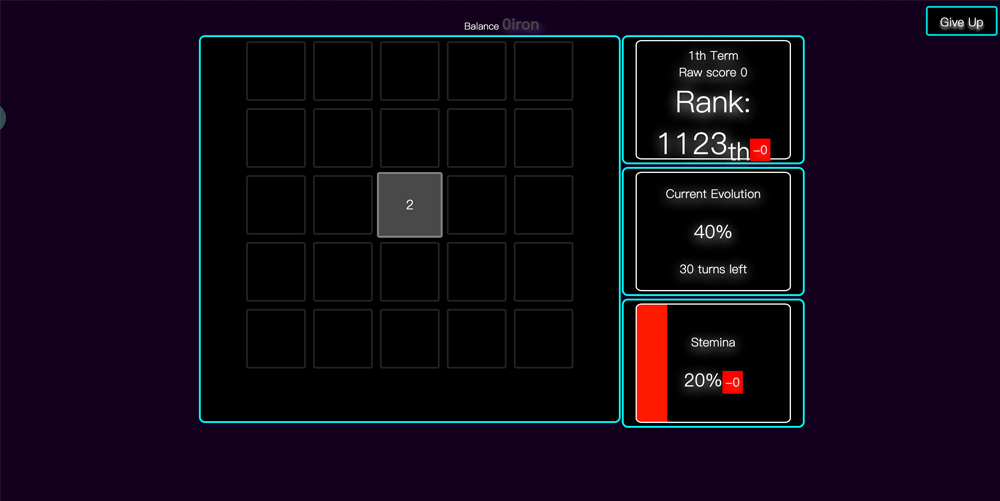 Balance 0iron
Give Up
2
1th Term
Raw score 0
Rank:
1123th -0
Current Evolution
40%
30 turns left
Stemina
20% -0